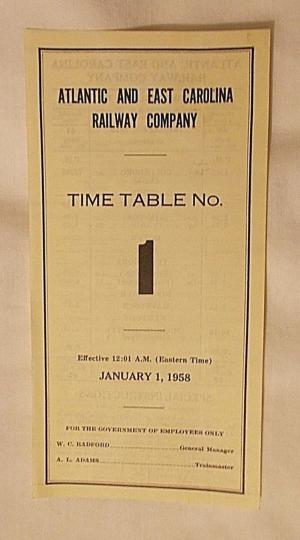 ATLANTIC AND EAST CAROLINA
RAILWAY COMPANY
TIME TABLE No.
1
Effective 12:01 A.M. (Eastern Time)
JANUARY 1, 1958
FOR THE GOVERNMENT OF EMPLOYEES ONLY
W. C. RADFORD General Manager
A. L. ADAMS Trainmaster